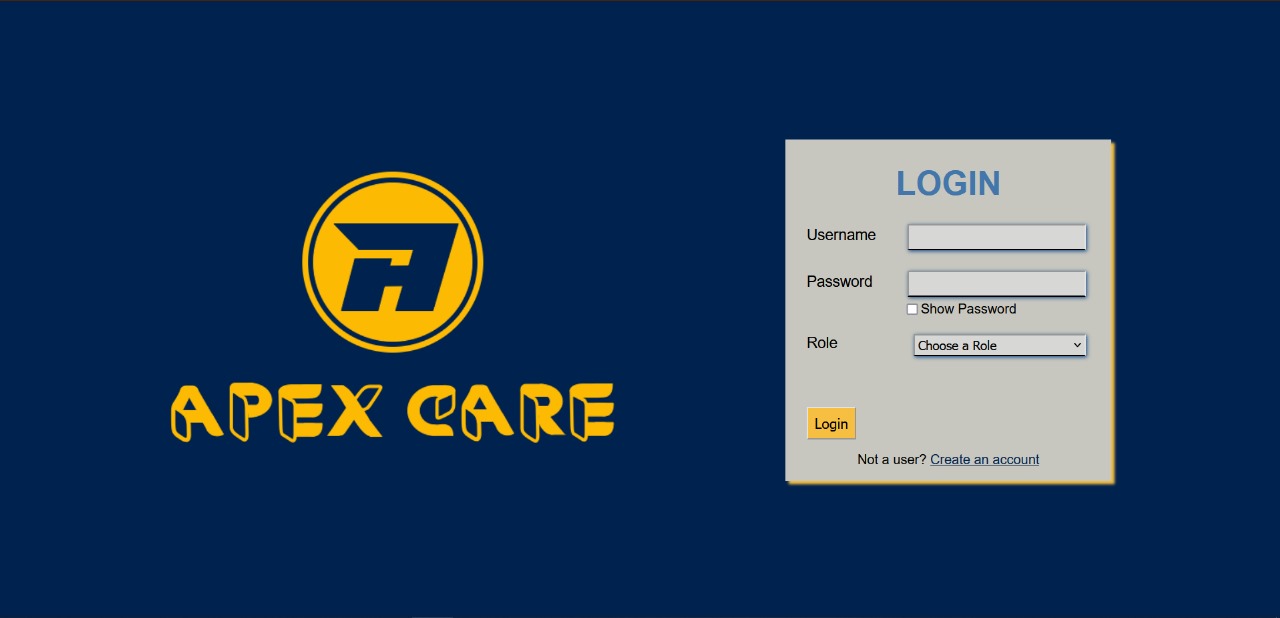 APEX CARE
LOGIN
Username
Password
Show Password
Role
Choose a Role
Login
Not a user? Create an account